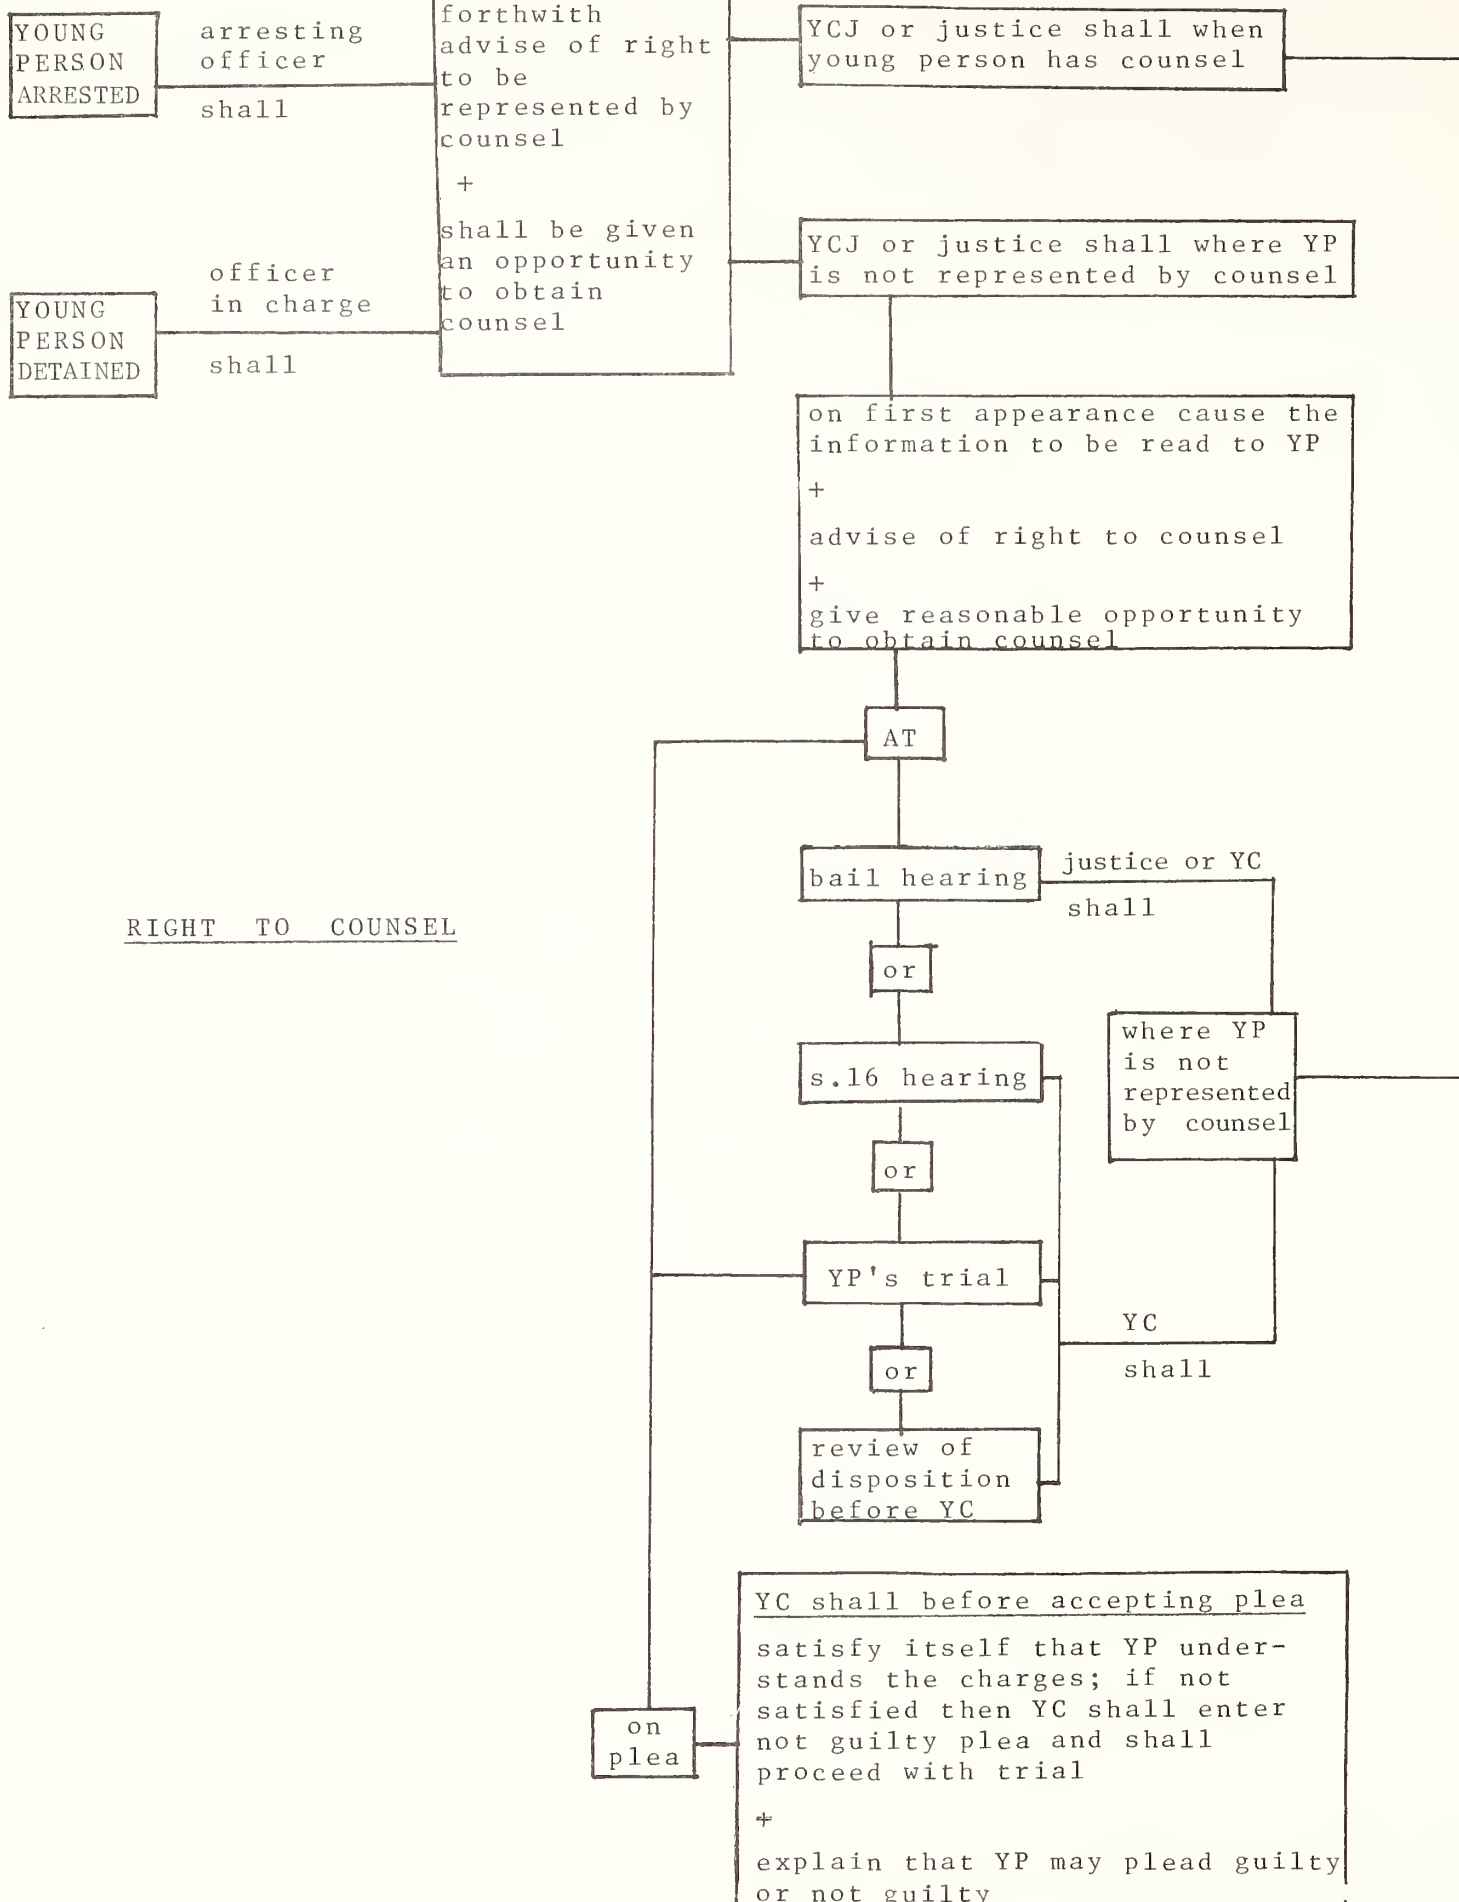 YOUNG
PERSON
ARRESTED
arresting
officer
shall
forthwith
advise of right
to be
represented by
counsel
+
shall be given
an opportunity
to obtain
counsel
YCJ or justice shall when
young person has counsel
YOUNG
PERSON
DETAINED
officer
in charge
shall
YCJ or justice shall where YP
is not represented by counsel
on first appearance cause the
information to be read to YP
+
advise of right to counsel
+
give reasonable opportunity
to obtain counsel
AT
bail hearing
justice or YC
shall
RIGHT TO COUNSEL
or
s.16 hearing
where YP
is not
represented
by counsel
or
YP's trial
YC
shall
or
review of
disposition
before YC
on
plea
YC shall before accepting plea
satisfy itself that YP under-
stands the charges; if not
satisfied then YC shall enter
not guilty plea and shall
proceed with trial
+
explain that YP may plead guilty
or not guilty